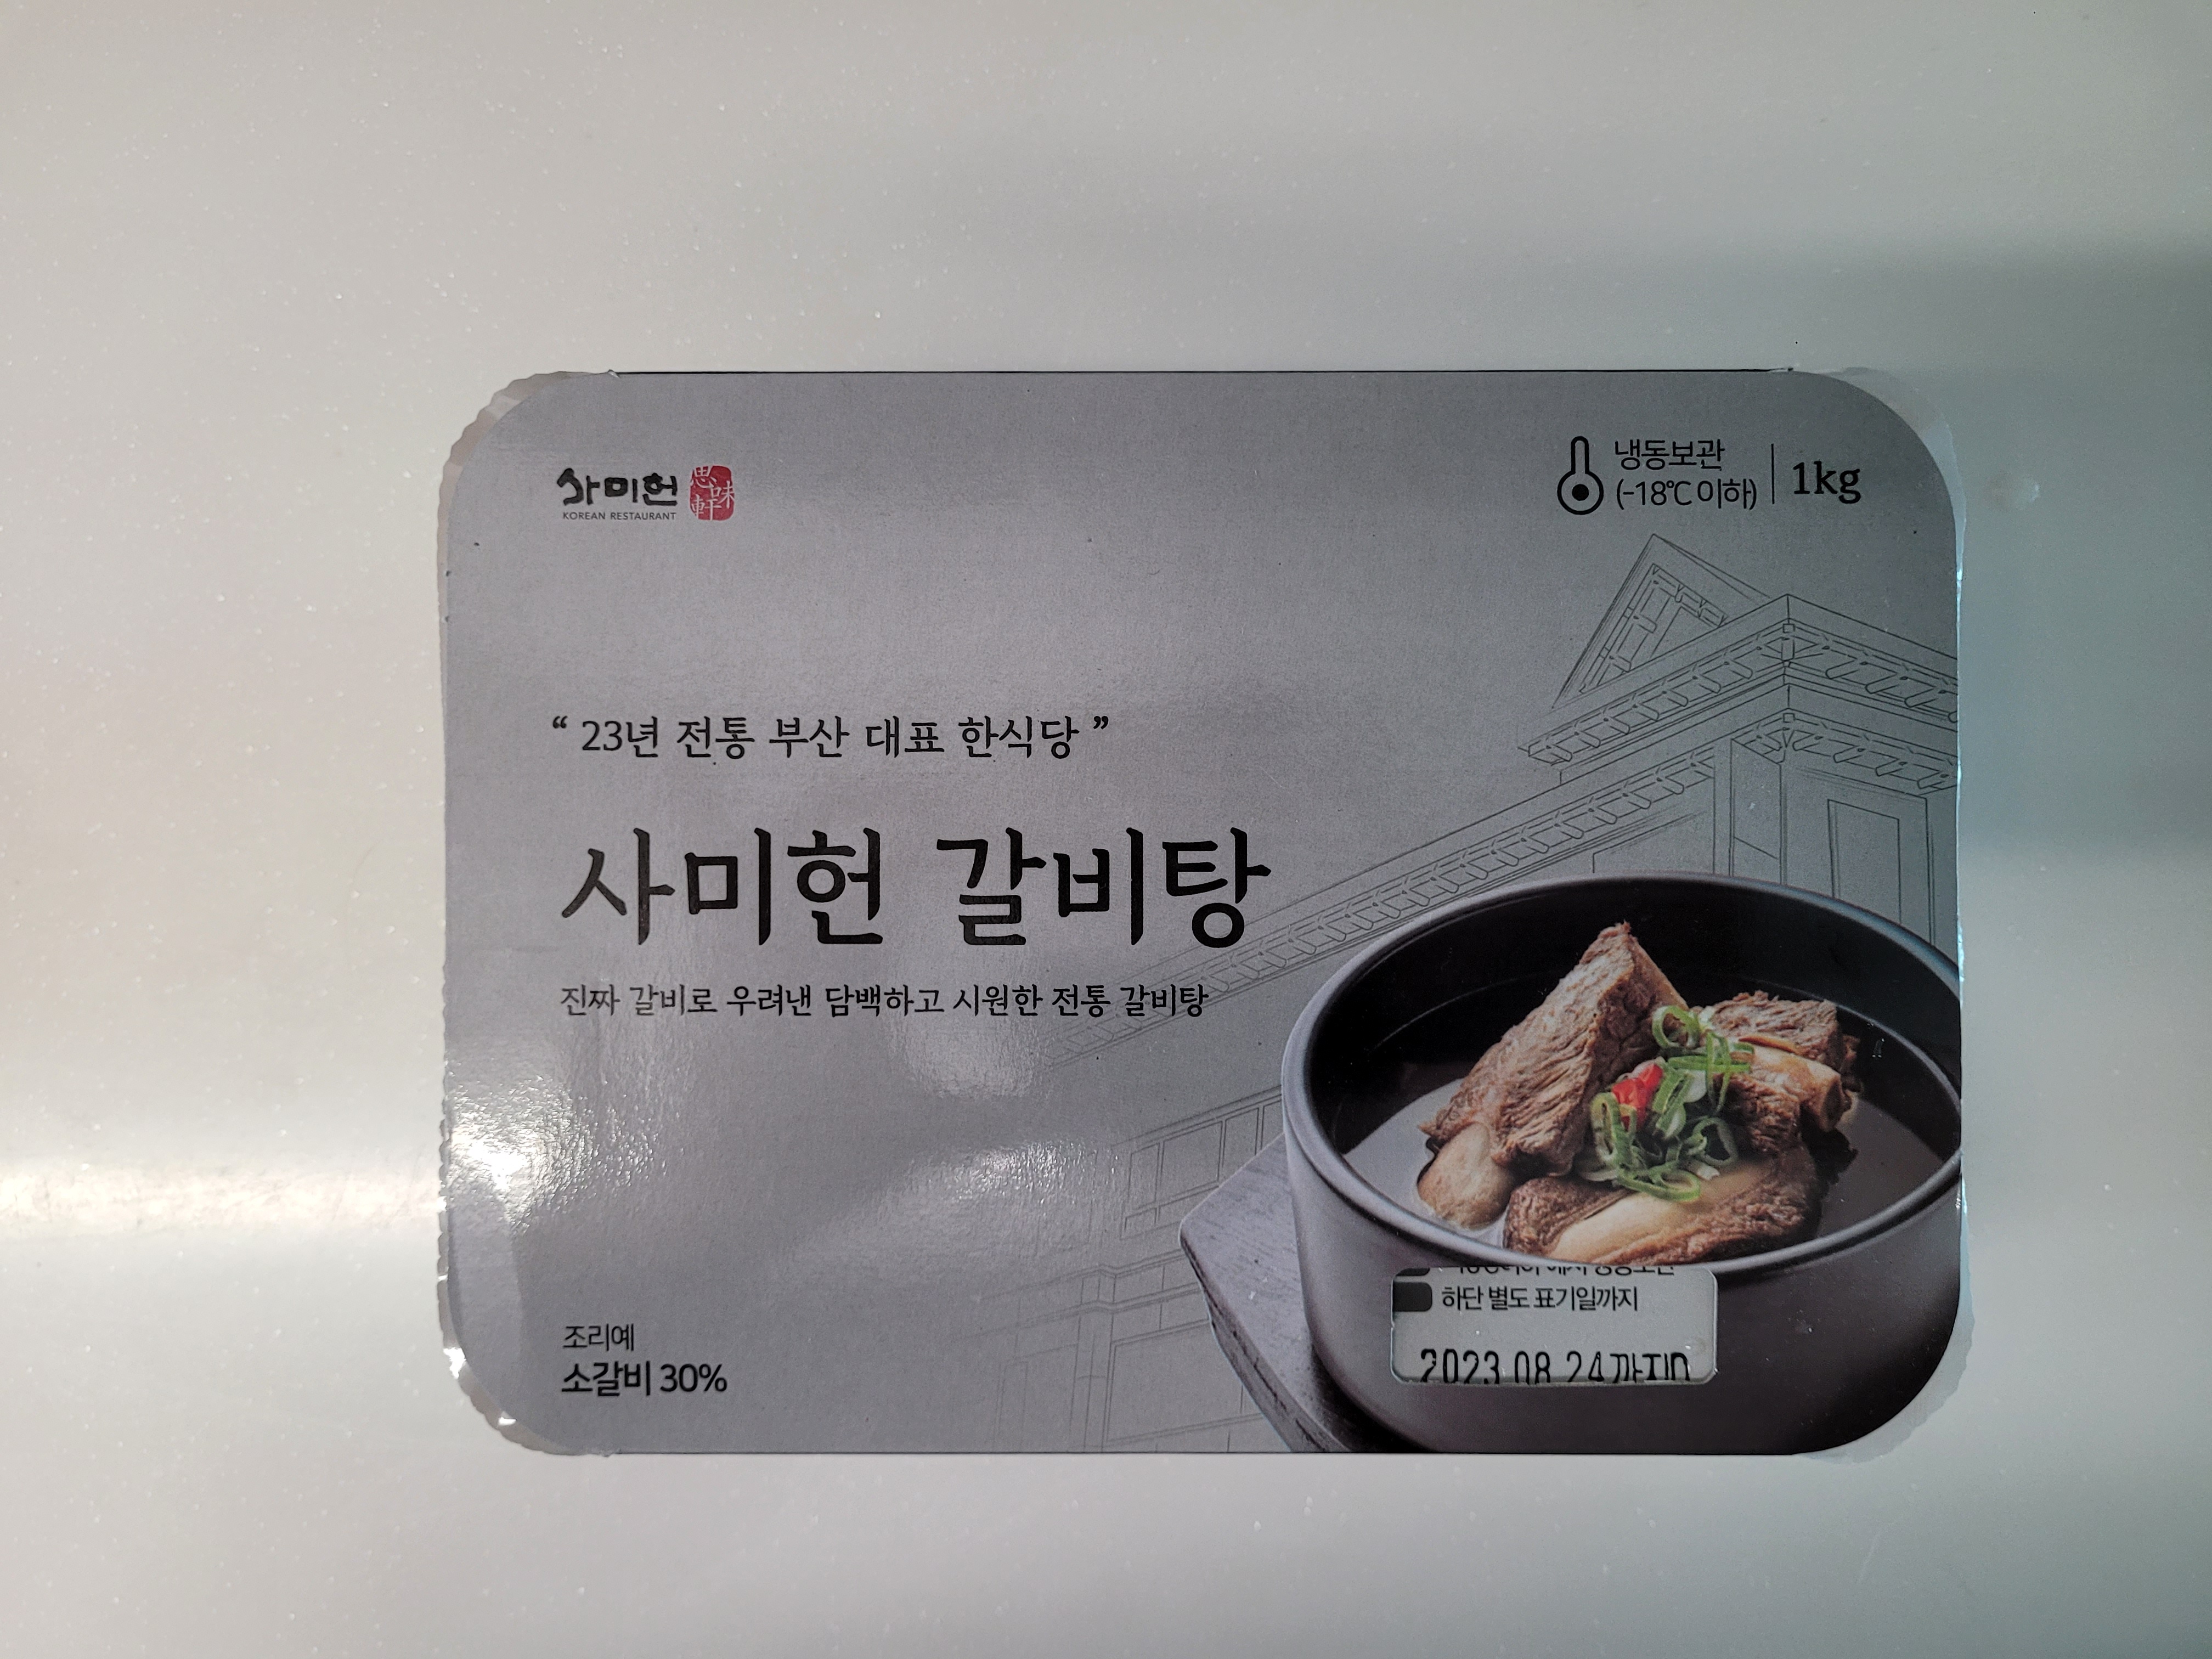 사미헌
KOREAN RESTAURANT
思味軒
냉동보관
(-18℃ 이하)
1kg
“ 23년 전통 부산 대표 한식당 ”
사미헌 갈비탕
진짜 갈비로 우려낸 담백하고 시원한 전통 갈비탕
하단 별도 표기일까지
2023.08.24까지
조리예
소갈비 30%